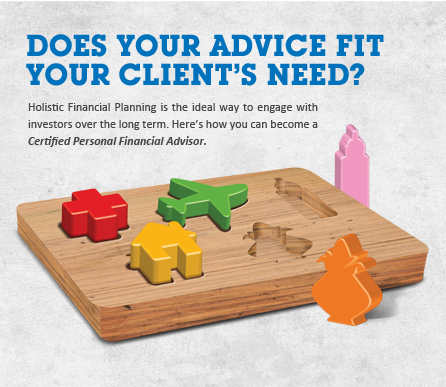 DOES YOUR ADVICE FIT
YOUR CLIENT'S NEED?
Holistic Financial Planning is the ideal way to engage with
investors over the long term. Here's how you can become a
Certified Personal Financial Advisor.